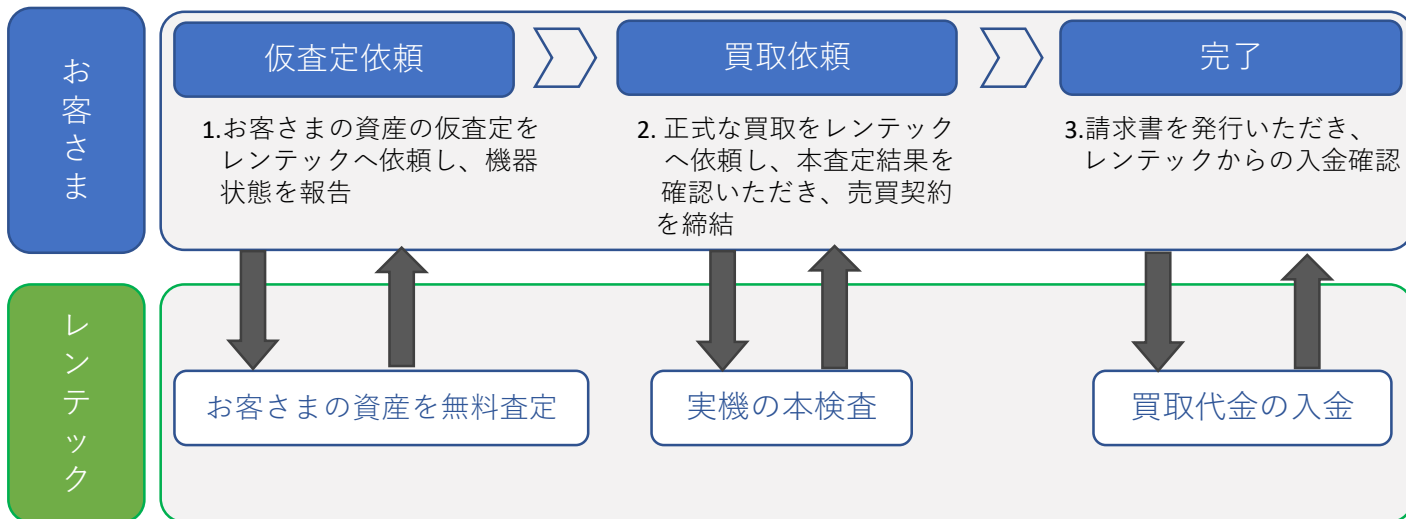 お客さま
仮査定依頼
買取依頼
完了
1.お客さまの資産の仮査定を
レンテックへ依頼し、機器
状態を報告
2. 正式な買取をレンテック
へ依頼し、本査定結果を
確認いただき、売買契約
を締結
3.請求書を発行いただき、
レンテックからの入金確認
レンテック
お客さまの資産を無料査定
実機の本検査
買取代金の入金